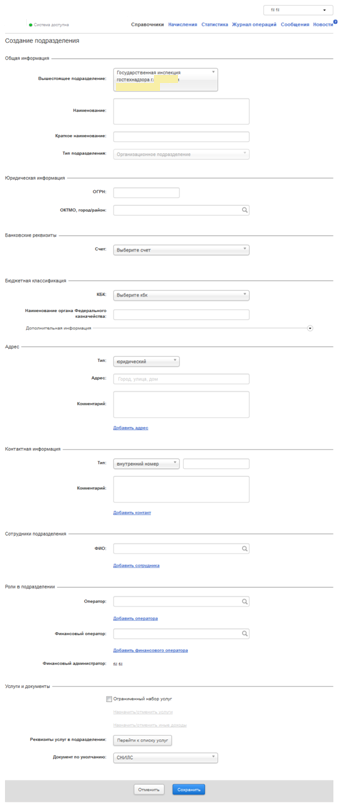 Система доступна
Справочники Начисления Статистика Журнал операций Сообщения Новости
Создание подразделения
Общая информация
Вышестоящее подразделение:
Государственная инспекция
гостехнадзора г.
Наименование:
Краткое наименование:
Тип подразделения:
Организационное подразделение
Юридическая информация
ОГРН:
ОКТМО, город/район:
Банковские реквизиты
Счет:
Выберите счет
Бюджетная классификация
КБК:
Выберите кбк
Наименование органа Федерального
казначейства:
Дополнительная информация
Адрес
Тип:
юридический
Адрес:
Город, улица, дом
Комментарий:
Добавить адрес
Контактная информация
Тип:
внутренний номер
Комментарий:
Добавить контакт
Сотрудники подразделения
ФИО:
Добавить сотрудника
Роли в подразделении
Оператор:
Добавить оператора
Финансовый оператор:
Добавить финансового оператора
Финансовый администратор:
Услуги и документы
Ограниченный набор услуг
Реквизиты услуг в подразделении:
Перейти к списку услуг
Документ по умолчанию:
СНИЛС
Отменить
Сохранить